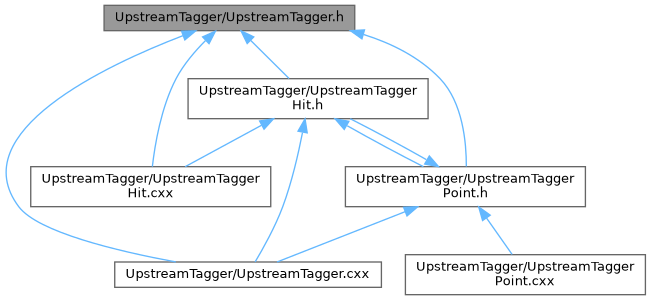 UpstreamTagger/UpstreamTagger.h
UpstreamTagger/UpstreamTagger
Hit.h
UpstreamTagger/UpstreamTagger
Hit.cxx
UpstreamTagger/UpstreamTagger
Point.h
UpstreamTagger/UpstreamTagger.cxx
UpstreamTagger/UpstreamTagger
Point.cxx